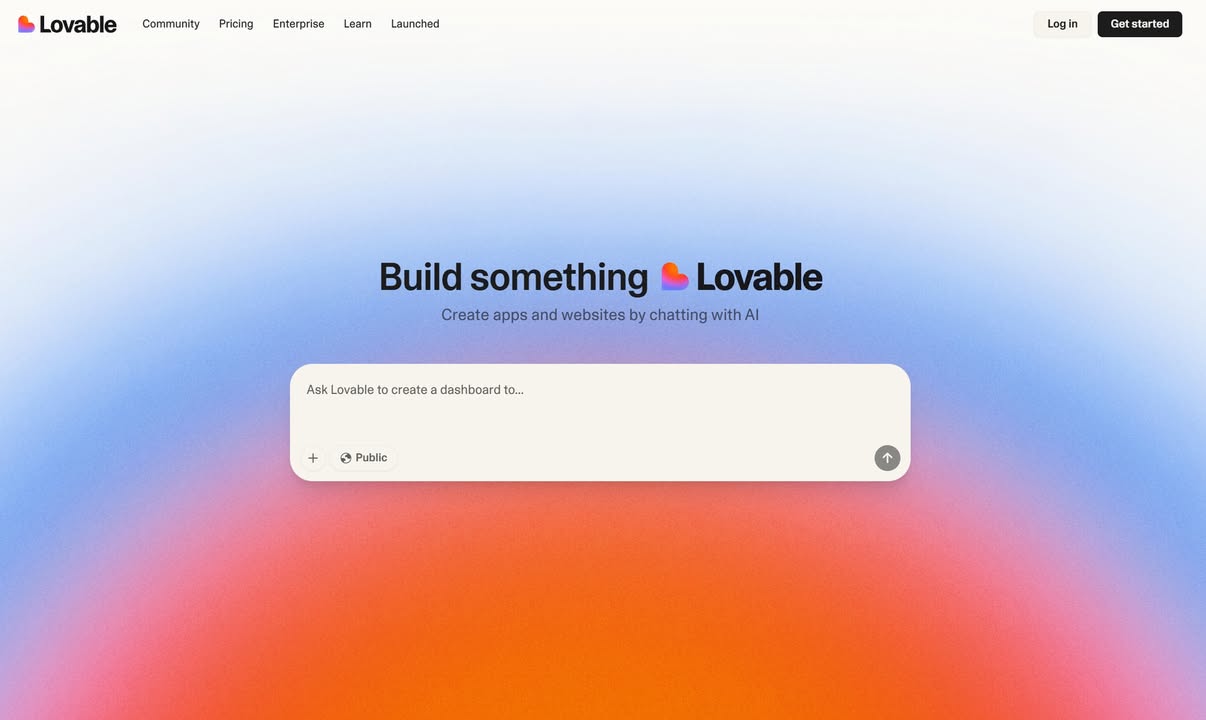 Lovable Community Pricing Enterprise Learn Launched Log in Get started
Build something Lovable
Create apps and websites by chatting with AI
Ask Lovable to create a dashboard to...
Public